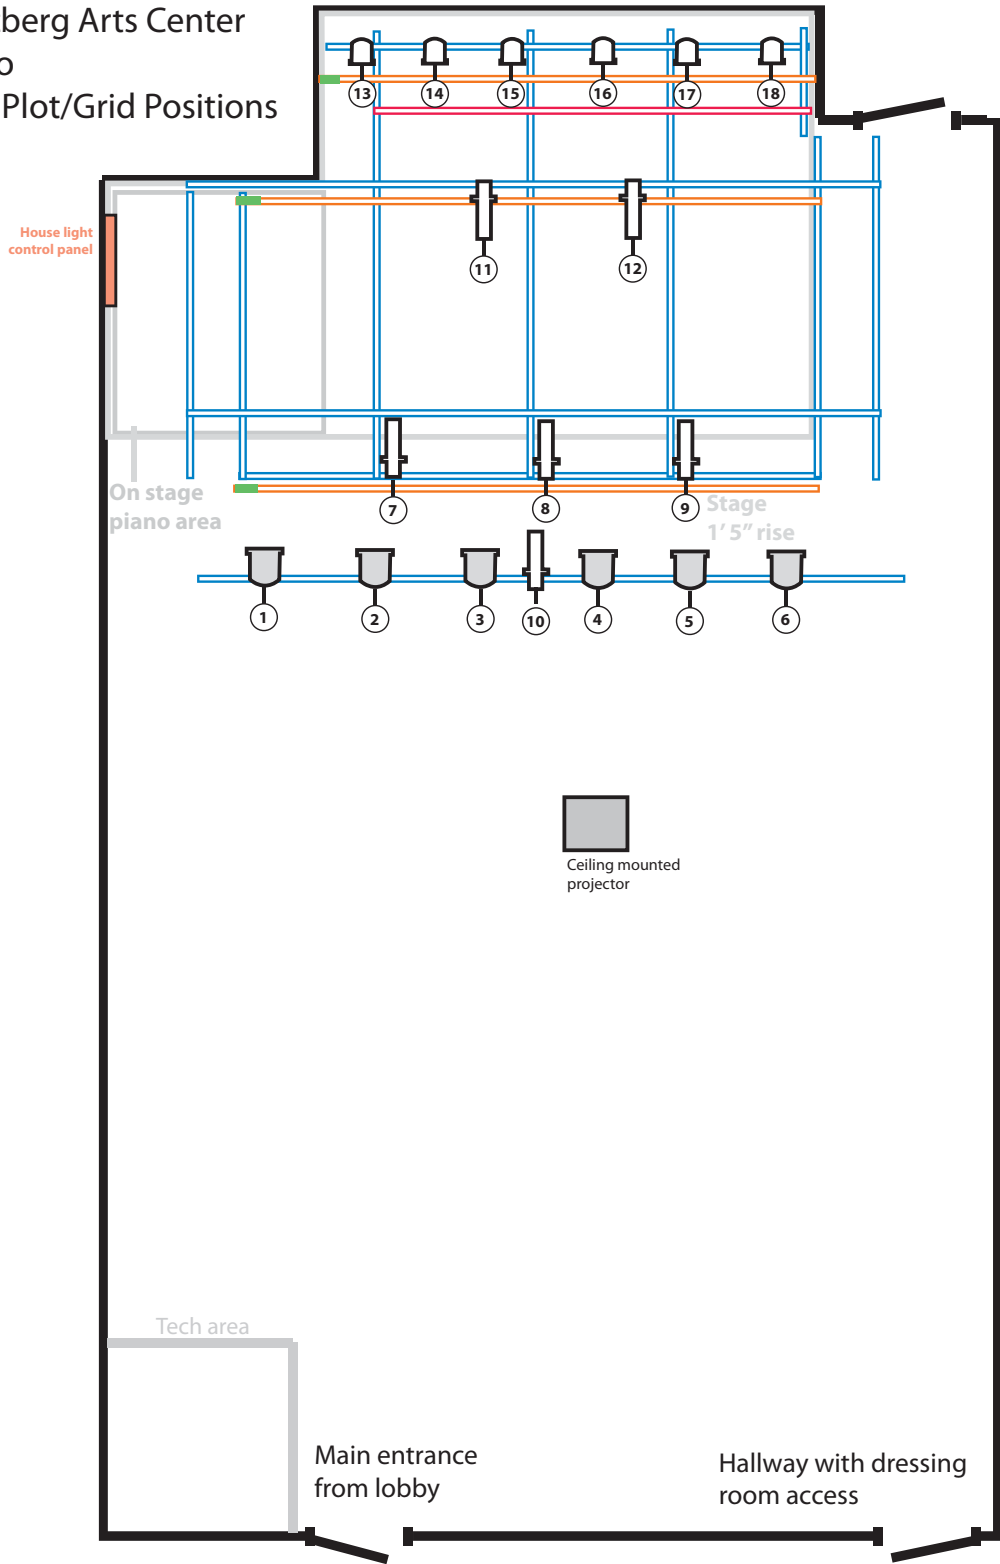 berg Arts Center
Plot/Grid Positions
13 14 15 16 17 18
House light
control panel
11 12
On stage
piano area
7 8 9
Stage
1' 5” rise
1 2 3 10 4 5 6
Ceiling mounted
projector
Tech area
Main entrance
from lobby
Hallway with dressing
room access